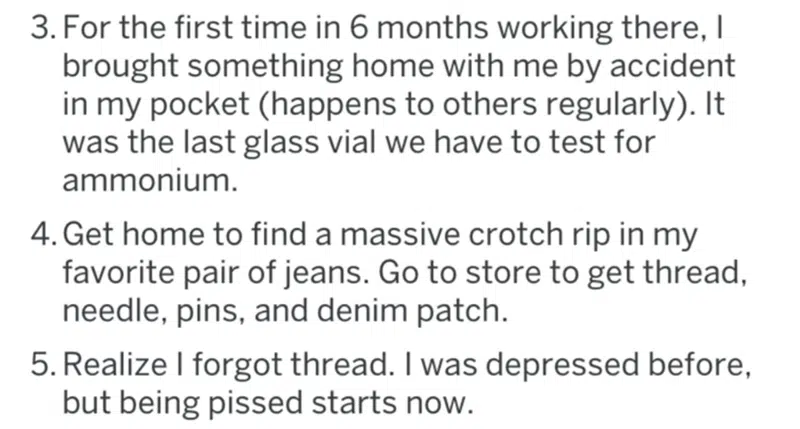 3. For the first time in 6 months working there, I
brought something home with me by accident
in my pocket (happens to others regularly). It
was the last glass vial we have to test for
ammonium.
4. Get home to find a massive crotch rip in my
favorite pair of jeans. Go to store to get thread,
needle, pins, and denim patch.
5. Realize I forgot thread. I was depressed before,
but being pissed starts now.